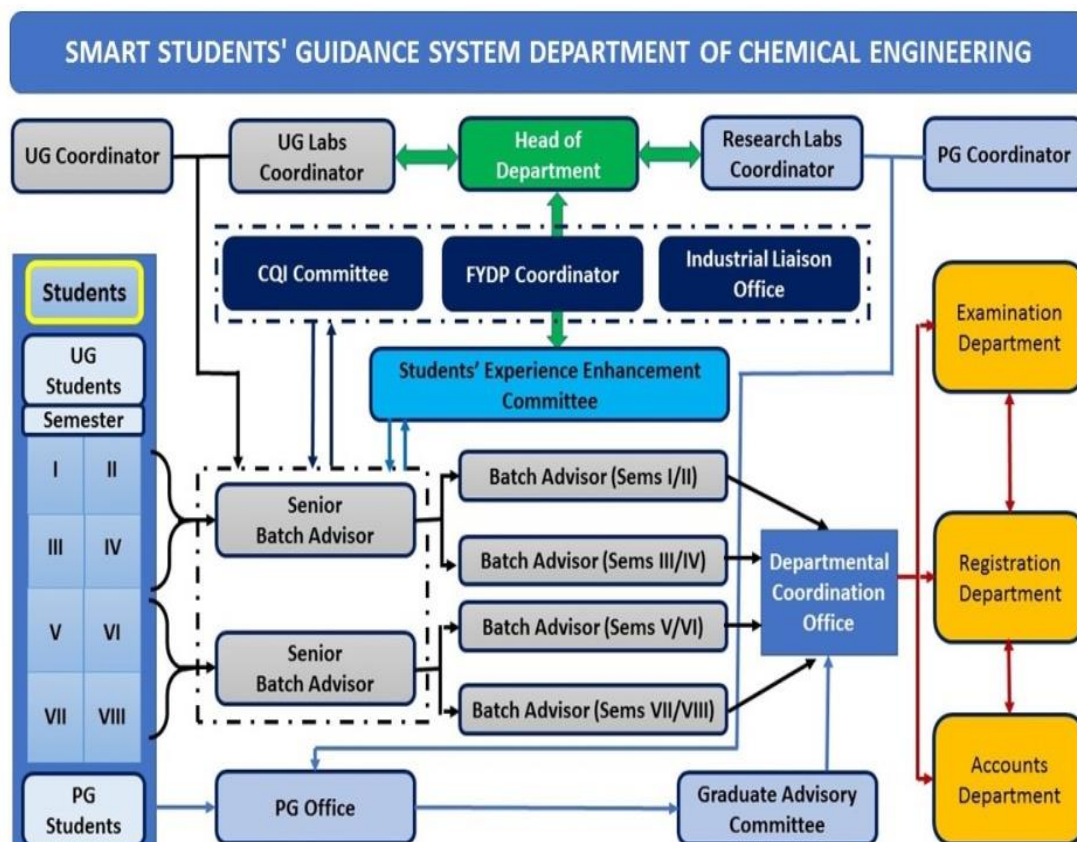 SMART STUDENTS' GUIDANCE SYSTEM DEPARTMENT OF CHEMICAL ENGINEERING
UG Coordinator
UG Labs
Coordinator
Head of
Department
Research Labs
Coordinator
PG Coordinator
CQI Committee
FYDP Coordinator
Industrial Liaison
Office
Students
UG
Students
Semester
I II
III IV
V VI
VII VIII
PG
Students
Students' Experience Enhancement
Committee
Senior
Batch Advisor
Senior
Batch Advisor
Batch Advisor (Sems I/II)
Batch Advisor (Sems III/IV)
Batch Advisor (Sems V/VI)
Batch Advisor (Sems VII/VIII)
Departmental
Coordination
Office
Examination
Department
Registration
Department
Accounts
Department
PG Office
Graduate Advisory
Committee